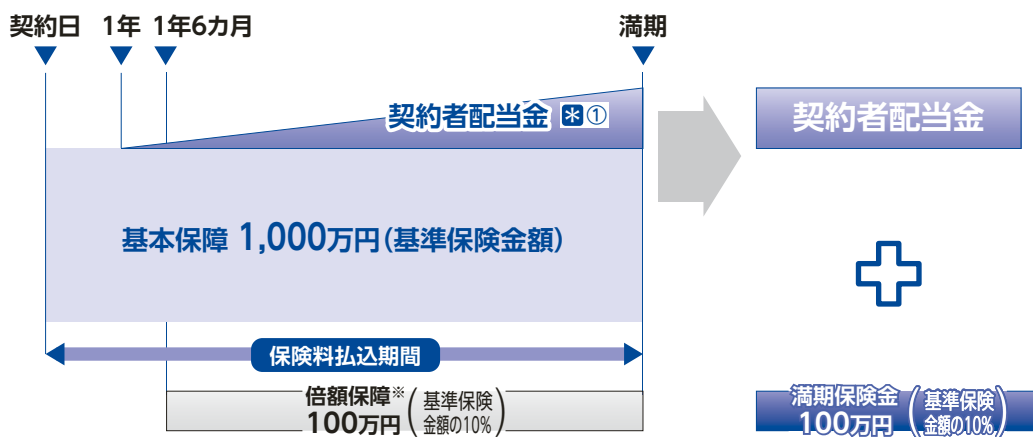 契約日 1年 1年6カ月 満期
契約者配当金 *①
契約者配当金
基本保障 1,000万円(基準保険金額)
保険料払込期間
倍額保障※
100万円(基準保険
金額の10%)
満期保険金
100万円(基準保険
金額の10%)